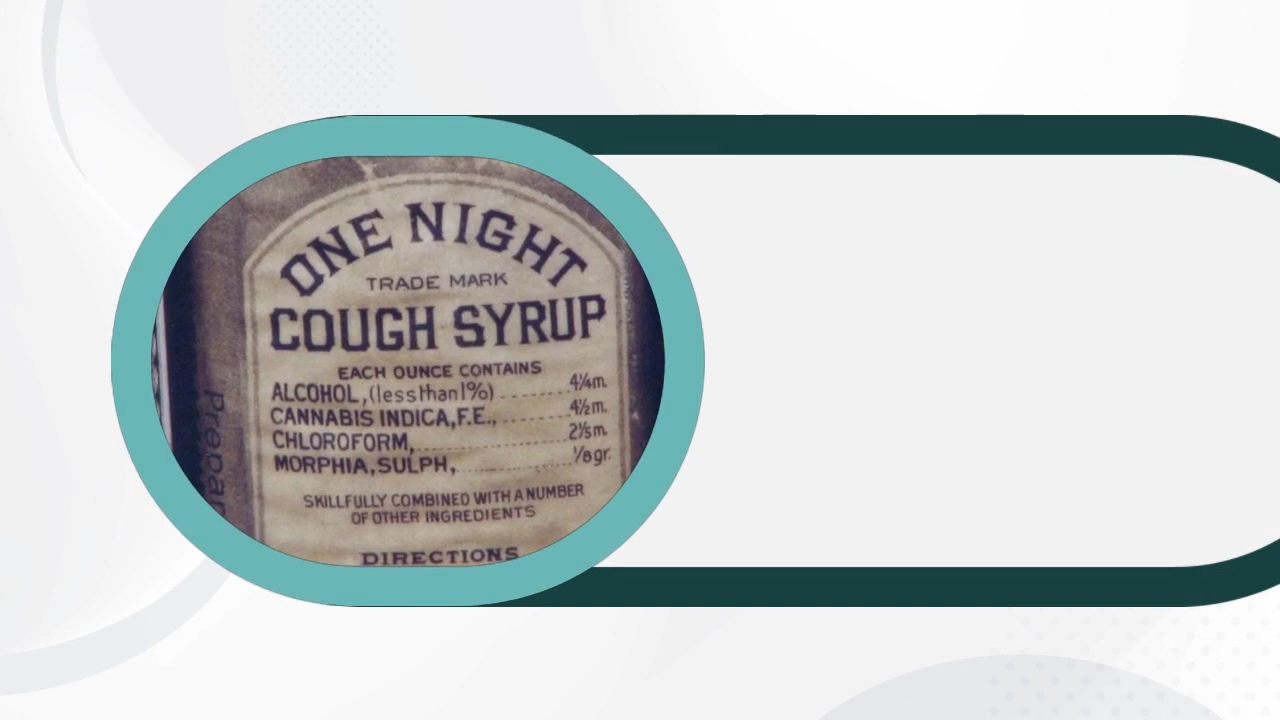 ONE NIGHT
TRADE MARK
COUGH SYRUP
EACH OUNCE CONTAINS
ALCOHOL,(less than 1%) ........ 4¼m.
CANNABIS INDICA,F.E., ........ 4½m.
CHLOROFORM, ........ 2⅕m.
MORPHIA,SULPH, ........ ⅛gr.
SKILLFULLY COMBINED WITH A NUMBER
OF OTHER INGREDIENTS
DIRECTIONS